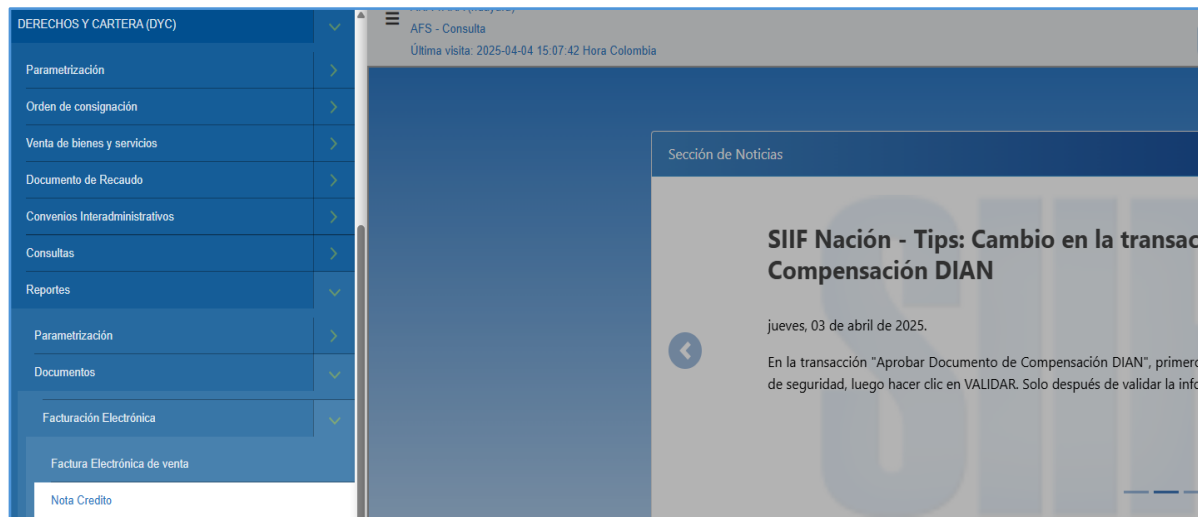 DERECHOS Y CARTERA (DYC)
Parametrización
Orden de consignación
Venta de bienes y servicios
Documento de Recaudo
Convenios Interadministrativos
Consultas
Reportes
Parametrización
Documentos
Facturación Electrónica
Factura Electrónica de venta
Nota Credito
AFS - Consulta
Última visita: 2025-04-04 15:07:42 Hora Colombia
Sección de Noticias
SIIF Nación - Tips: Cambio en la transac
Compensación DIAN
jueves, 03 de abril de 2025.
En la transacción "Aprobar Documento de Compensación DIAN", primero
de seguridad, luego hacer clic en VALIDAR. Solo después de validar la info